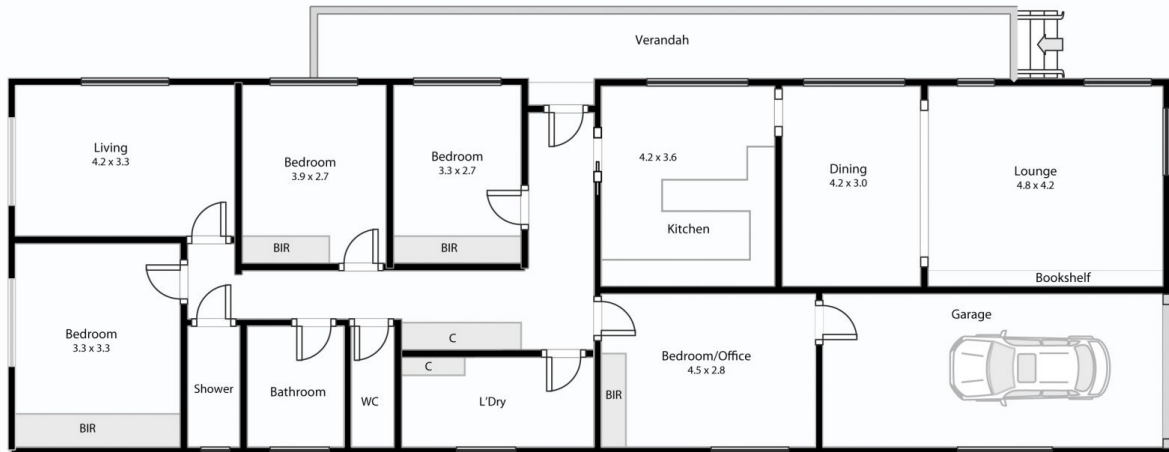 Verandah
Living
4.2 x 3.3
Bedroom
3.9 x 2.7
BIR
Bedroom
3.3 x 2.7
BIR
4.2 x 3.6
Kitchen
Dining
4.2 x 3.0
Lounge
4.8 x 4.2
Bookshelf
Bedroom
3.3 x 3.3
BIR
Shower
Bathroom
WC
C
C
L'Dry
Bedroom/Office
4.5 x 2.8
BIR
Garage